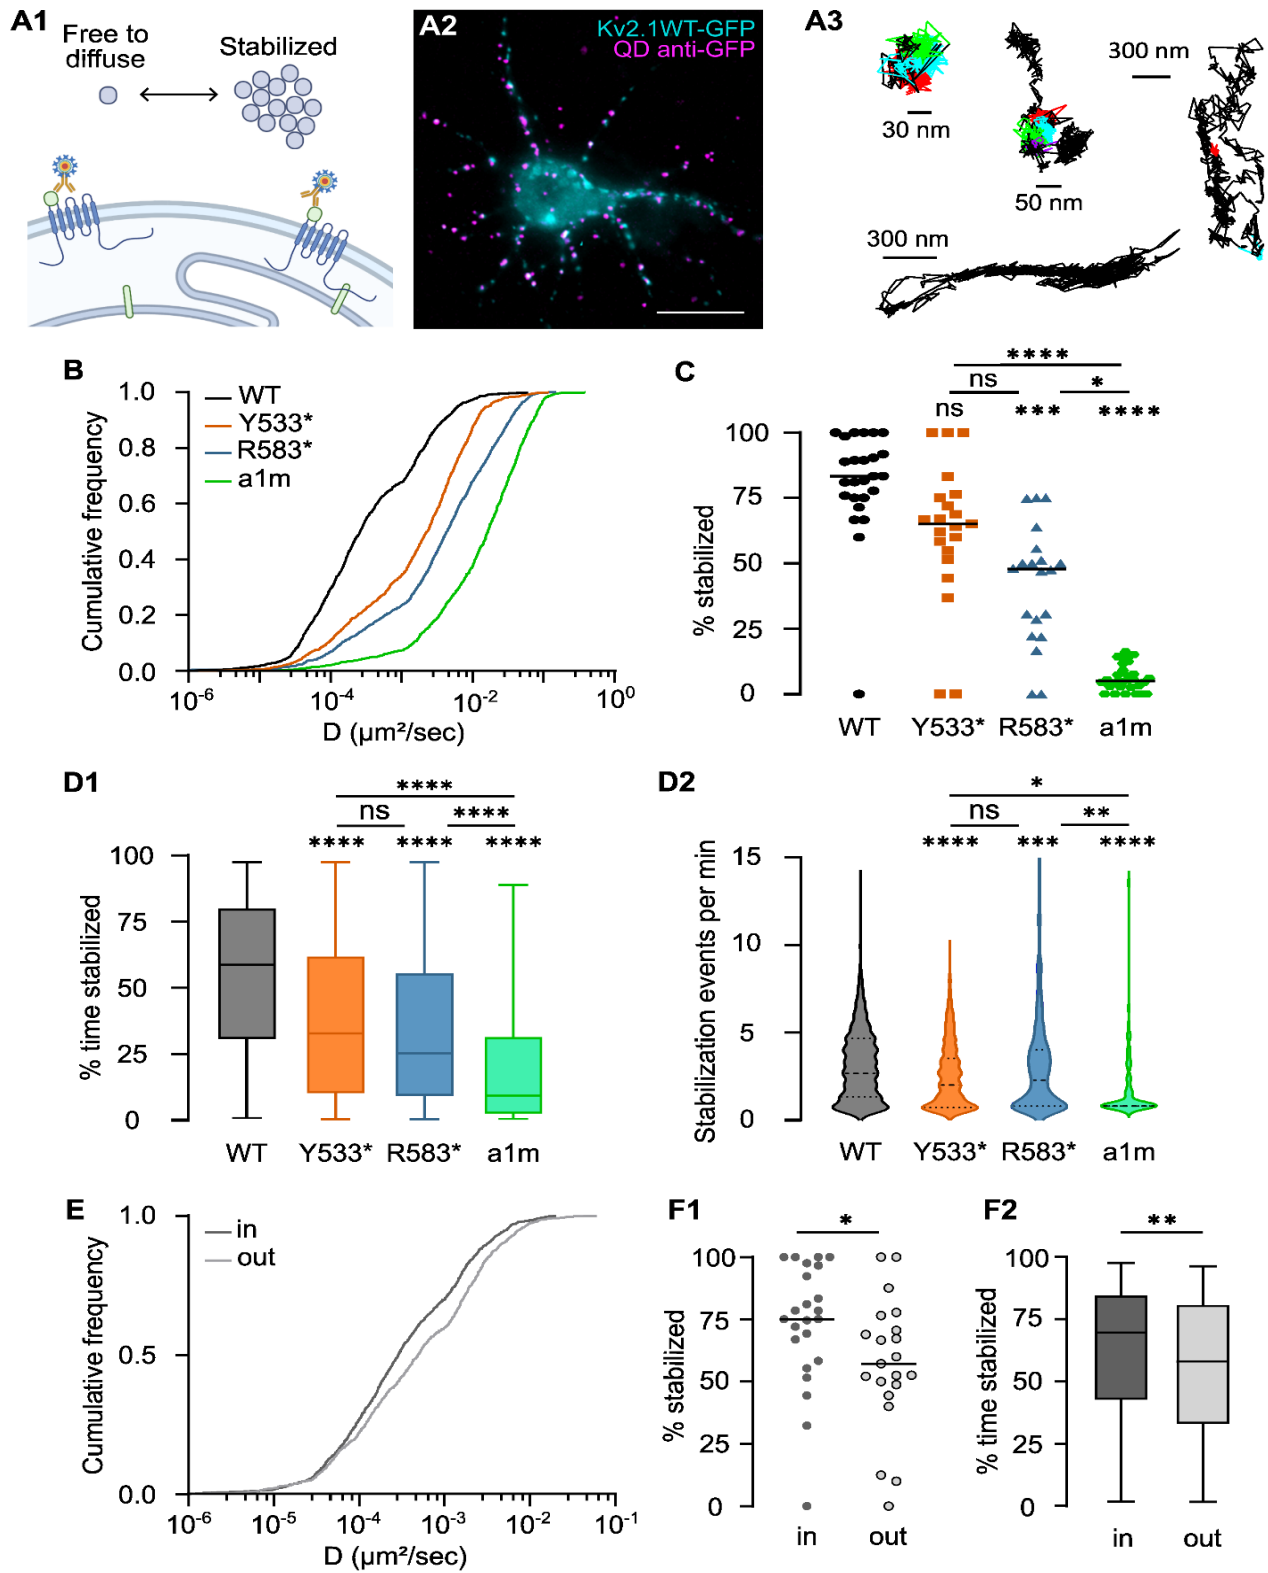 A1
Free to
diffuse
Stabilized
A2
Kv2.1WT-GFP
QD anti-GFP
A3
30 nm
50 nm
300 nm
300 nm
B
WT
Y533*
R583*
a1m
Cumulative frequency
1.0
0.8
0.6
0.4
0.2
0.0
10⁻⁶ 10⁻⁴ 10⁻² 10⁰
D (µm²/sec)
C
****
ns *
ns *** ****
% stabilized
100
75
50
25
0
WT Y533* R583* a1m
D1
****
ns ****
**** **** ****
% time stabilized
100
75
50
25
0
WT Y533* R583* a1m
D2
*
ns **
**** *** ****
Stabilization events per min
15
10
5
0
WT Y533* R583* a1m
E
in
out
Cumulative frequency
1.0
0.5
0.0
10⁻⁶ 10⁻⁵ 10⁻⁴ 10⁻³ 10⁻² 10⁻¹
D (µm²/sec)
F1
*
% stabilized
100
75
50
25
0
in out
F2
**
% time stabilized
100
75
50
25
0
in out